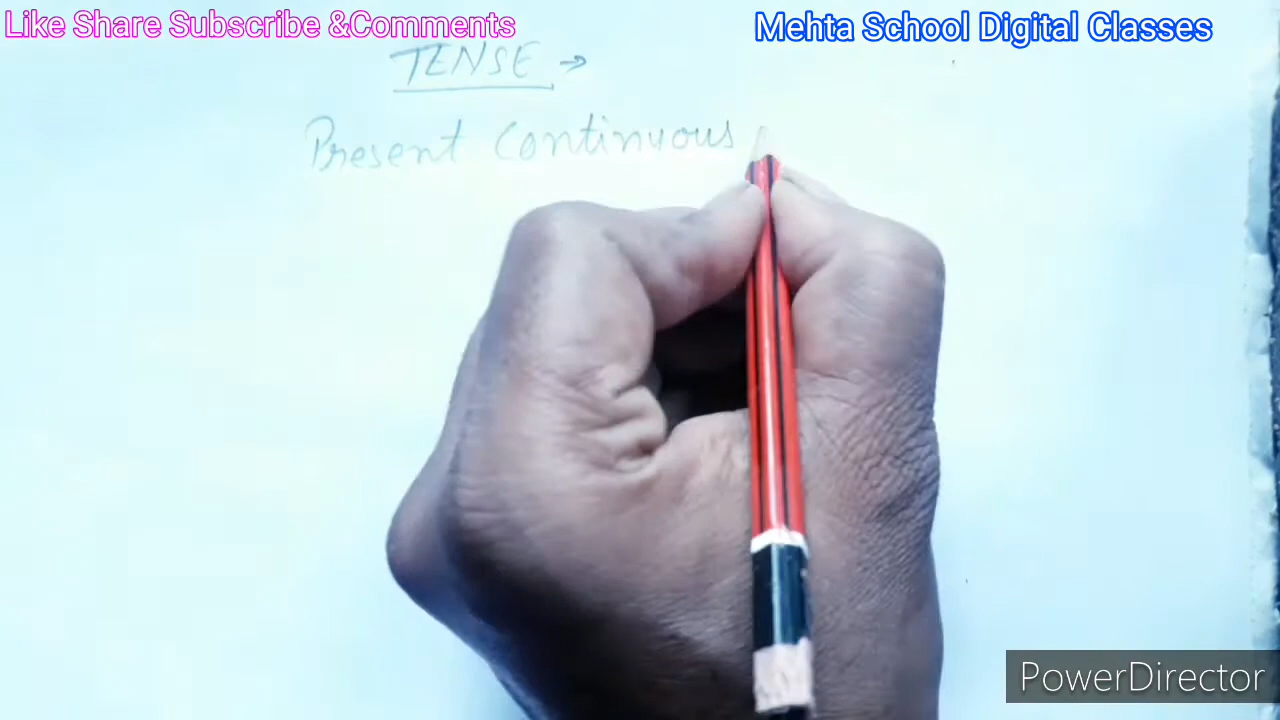 Like Share Subscribe &Comments
Mehta School Digital Classes
TENSE →
Present Continuous
PowerDirector